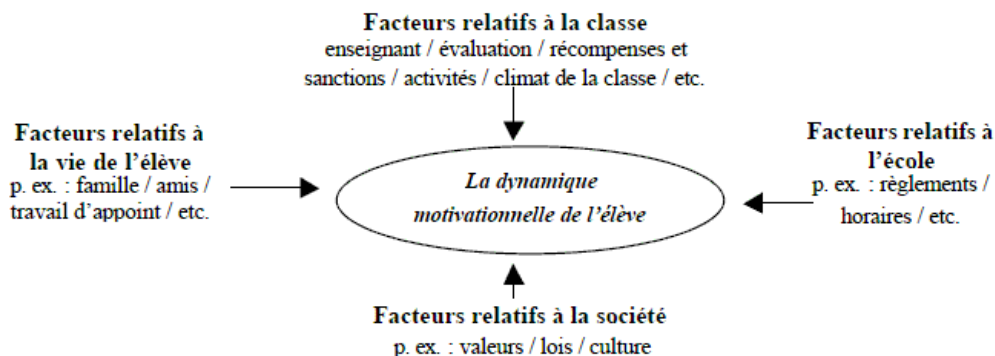 Facteurs relatifs à la classe
enseignant / évaluation / récompenses et
sanctions / activités / climat de la classe / etc.
Facteurs relatifs à
la vie de l'élève
p. ex. : famille / amis /
travail d'appoint / etc.
La dynamique
motivationnelle de l'élève
Facteurs relatifs à
l'école
p. ex. : règlements /
horaires / etc.
Facteurs relatifs à la société
p. ex. : valeurs / lois / culture